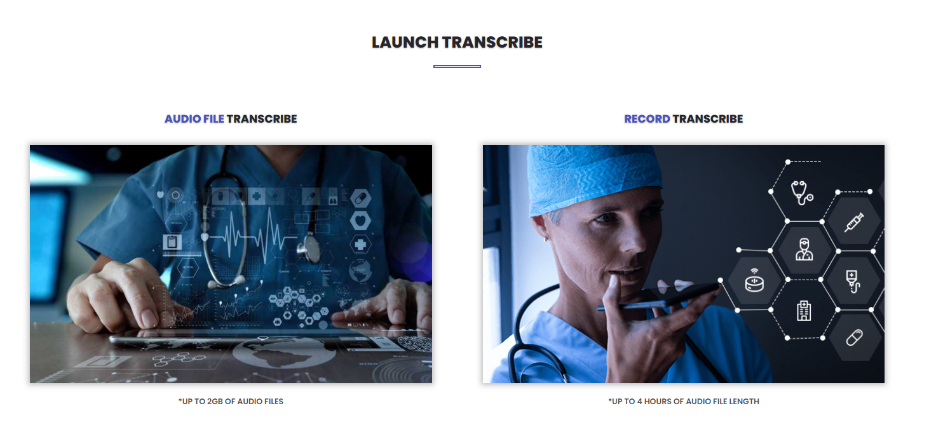 LAUNCH TRANSCRIBE
AUDIO FILE TRANSCRIBE
RECORD TRANSCRIBE
*UP TO 2GB OF AUDIO FILES
*UP TO 4 HOURS OF AUDIO FILE LENGTH